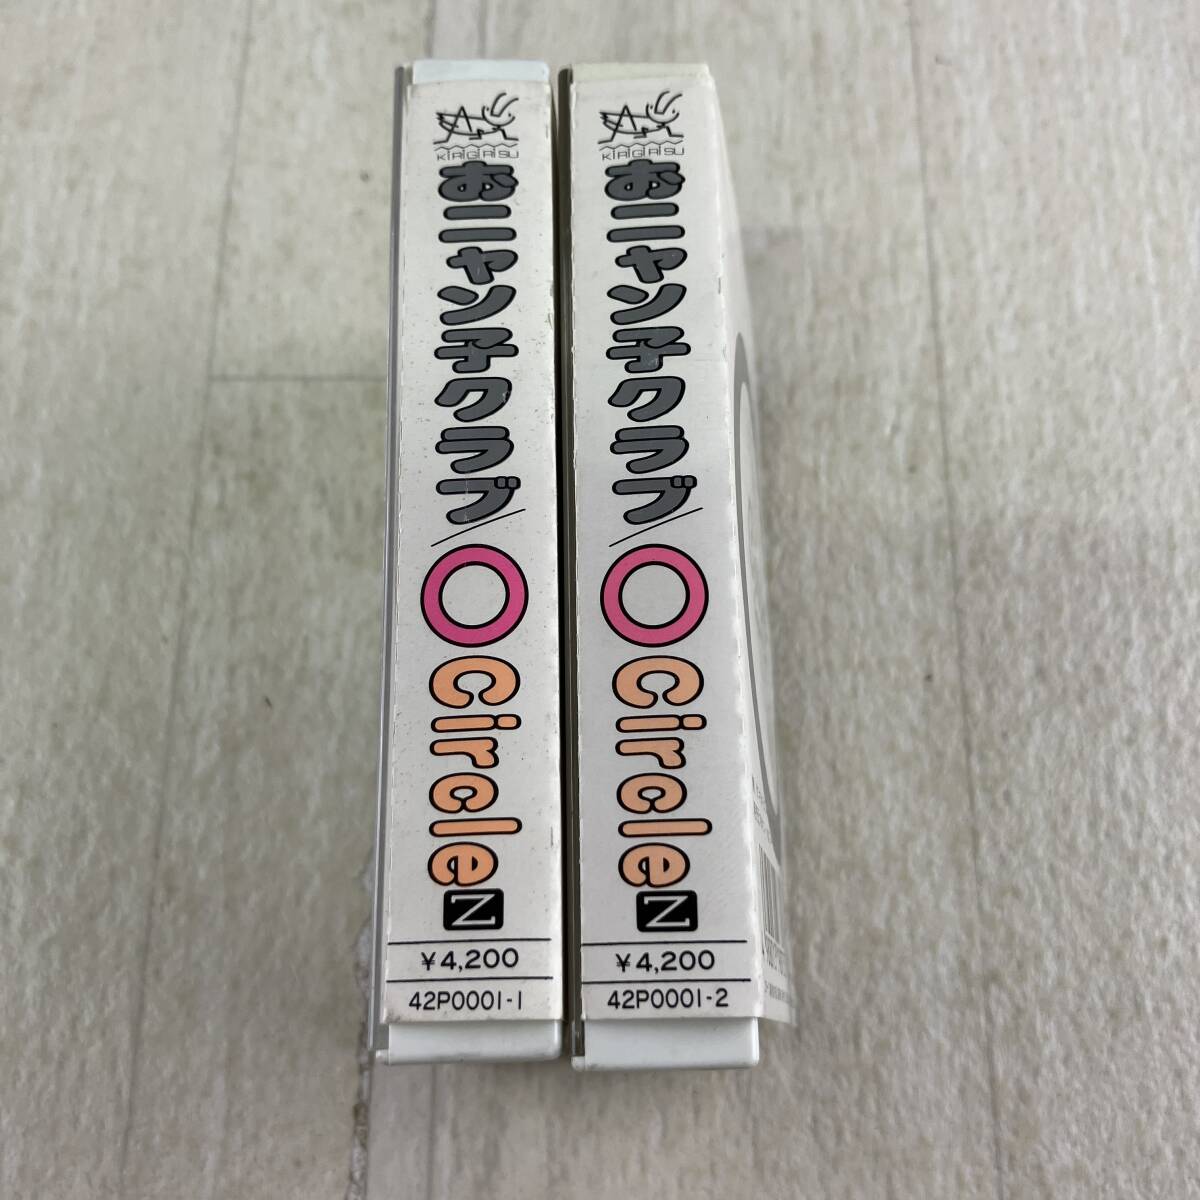 KIRIGIRISU
おニャン子クラブ/
Circle
N
¥4,200
42P0001-1
KIRIGIRISU
おニャン子クラブ/
Circle
N
¥4,200
42P0001-2